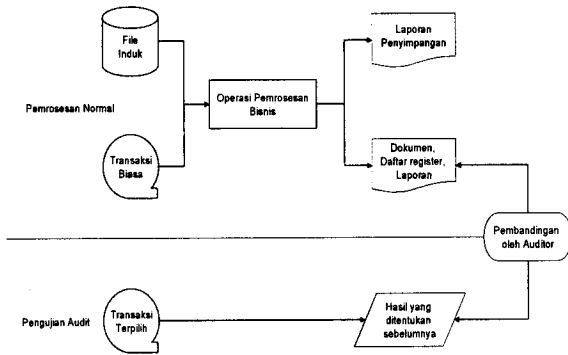 File
Induk
Laporan
Penyimpangan
Pemrosesan Normal
Operasi Pemrosesan
Bisnis
Transaksi
Biasa
Dokumen,
Daftar register,
Laporan
Pembandingan
oleh Auditor
Pengujian Audit
Transaksi
Terpilih
Hasil yang
ditentukan
sebelumnya